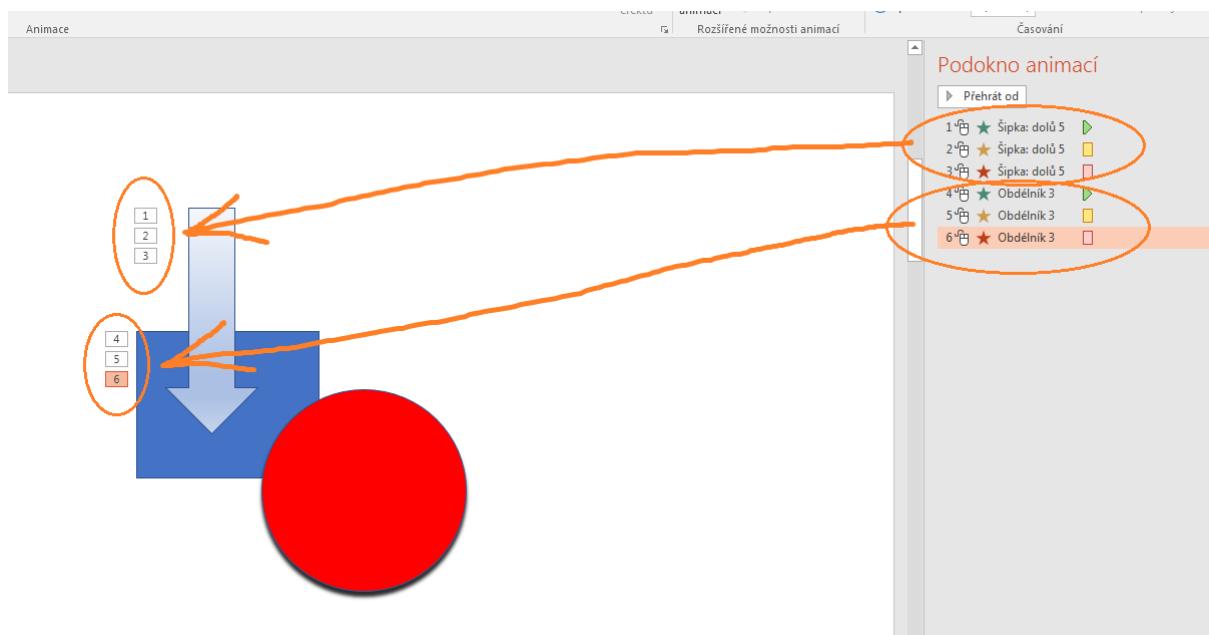 animací
Animace
Rozšířené možnosti animací
Časování
Podokno animací
Přehrát od
1 Šipka: dolů 5
2 Šipka: dolů 5
3 Šipka: dolů 5
4 Obdélník 3
5 Obdélník 3
6 Obdélník 3
1
2
3
4
5
6